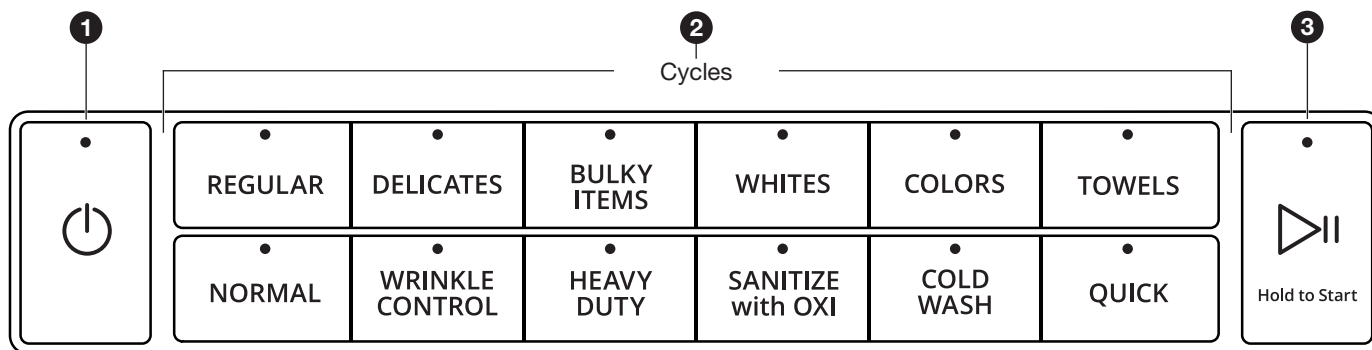 1
2
3
Cycles
REGULAR
DELICATES
BULKY
ITEMS
WHITES
COLORS
TOWELS
NORMAL
WRINKLE
CONTROL
HEAVY
DUTY
SANITIZE
with OXI
COLD
WASH
QUICK
Hold to Start